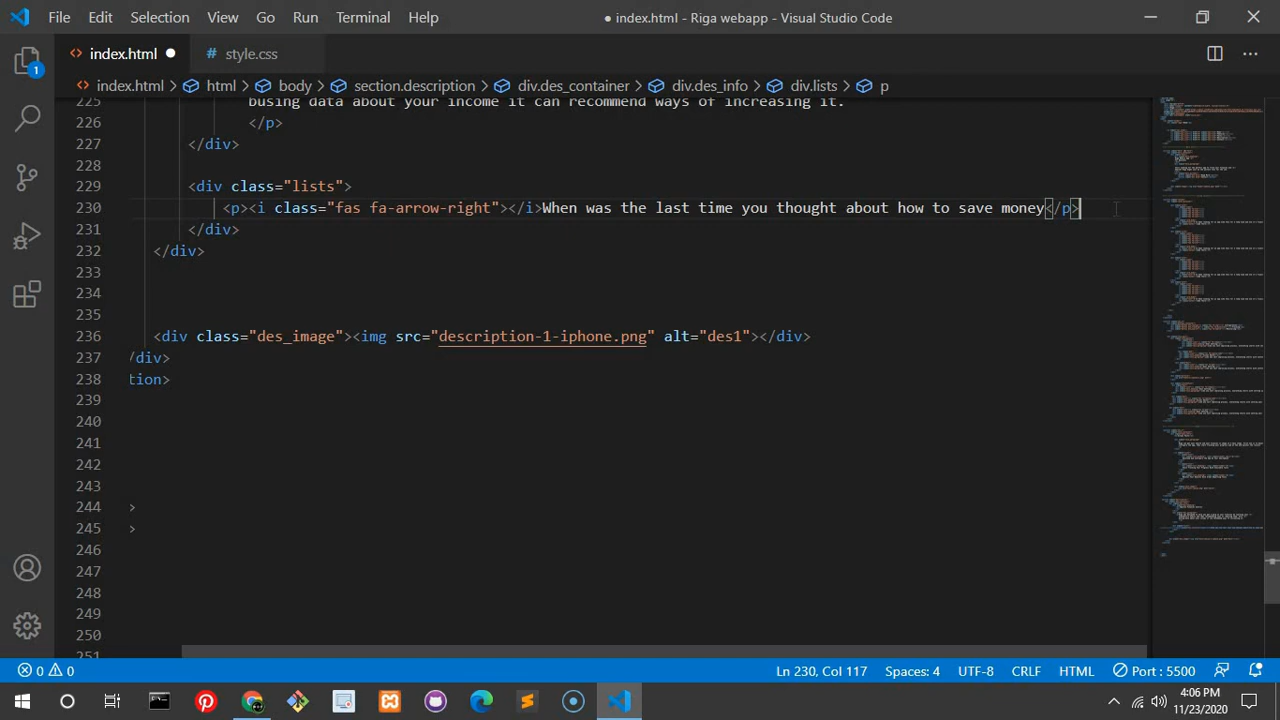 File Edit Selection View Go Run Terminal Help ● index.html - Riga webapp - Visual Studio Code
index.html ● # style.css
index.html > html > body > section.description > div.des_container > div.des_info > div.lists > p
225 busing data about your income it can recommend ways of increasing it.
226 </p>
227 </div>
228
229 <div class="lists">
230 <p><i class="fas fa-arrow-right"></i>When was the last time you thought about how to save money</p>
231 </div>
232 </div>
233
234
235
236 <div class="des_image"><img src="description-1-iphone.png" alt="des1"></div>
237 /div>
238 tion>
239
240
241
242
243
244 >
245 >
246
247
248
249
250
251
1
0 0 Ln 230, Col 117 Spaces: 4 UTF-8 CRLF HTML Port : 5500
4:06 PM
11/23/2020